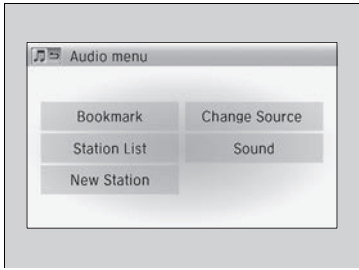 Audio menu
Bookmark
Change Source
Station List
Sound
New Station